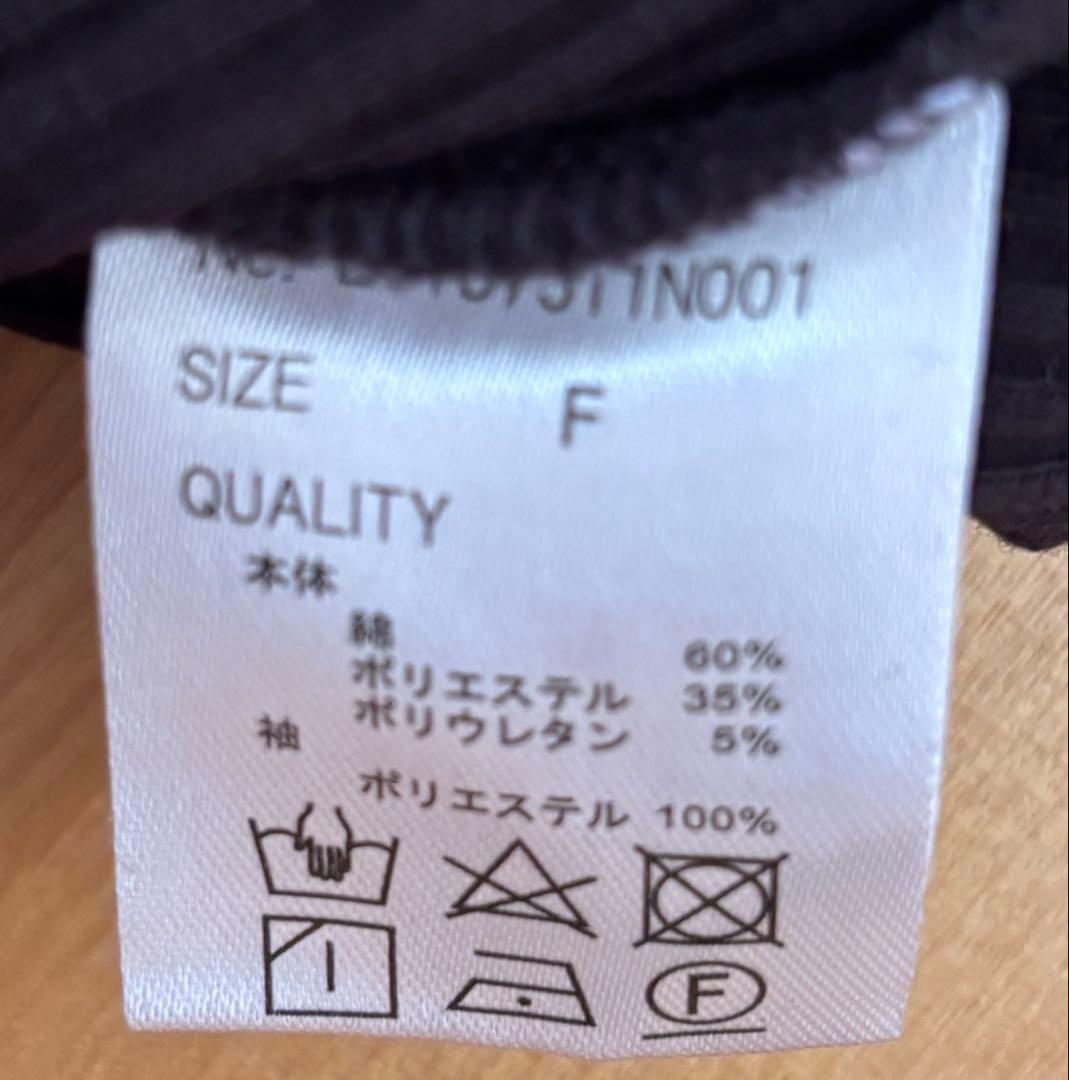 SIZE F
QUALITY
本体
綿 60%
ポリエステル 35%
ポリウレタン 5%
袖
ポリエステル 100%
F